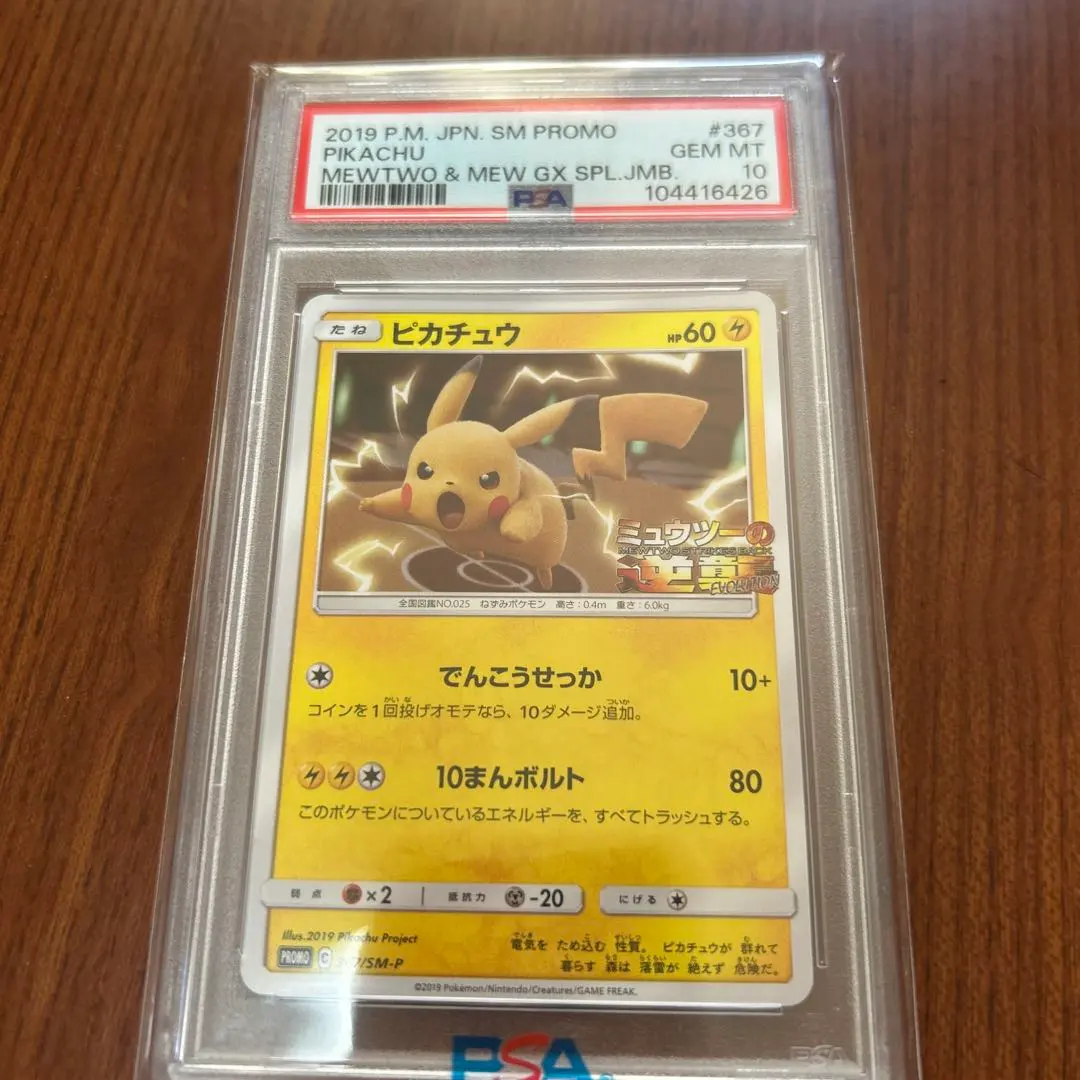 2019 P.M. JPN. SM PROMO #367
PIKACHU GEM MT
MEWTWO & MEW GX SPL.JMB. 10
PSA 104416426
たね ピカチュウ HP60
ミュウツーの
MEWTWO STRIKES BACK
逆襲
EVOLUTION
全国図鑑NO.025 ねずみポケモン 高さ:0.4m 重さ:6.0kg
でんこうせっか 10+
コインを1回投げオモテなら、10ダメージ追加。
10まんボルト 80
このポケモンについているエネルギーを、すべてトラッシュする。
弱点 ×2 抵抗力 -20 にげる
Illus.2019 Pikachu Project
PROMO C 367/SM-P
電気を ため込む 性質。 ピカチュウが 群れて
暮らす 森は 落雷が 絶えず 危険だ。
©2019 Pokémon/Nintendo/Creatures/GAME FREAK.
PSA
PSA